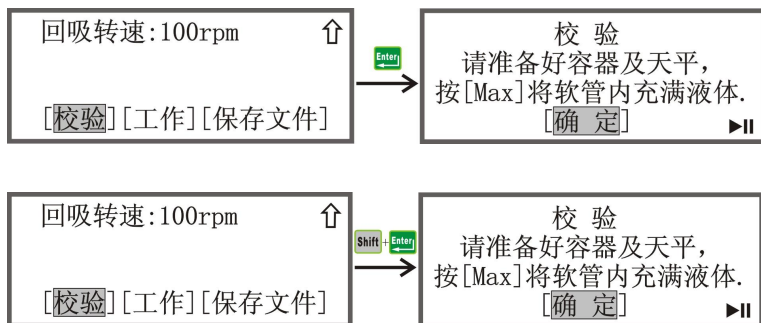 回吸转速:100rpm ⇧
[校验][工作][保存文件]
Enter
校 验
请准备好容器及天平，
按[Max]将软管内充满液体.
[确 定]
回吸转速:100rpm ⇧
[校验][工作][保存文件]
Shift+Enter
校 验
请准备好容器及天平，
按[Max]将软管内充满液体.
[确 定]